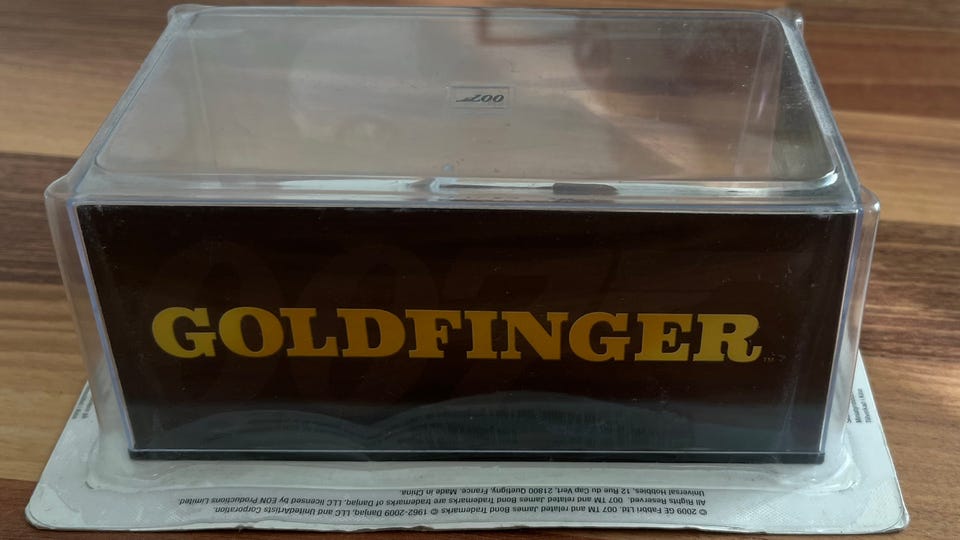 007
GOLDFINGER
TM
© 2009 GE Fabbri Ltd. 007 TM and related James Bond Trademarks © 1962-2009 Danjaq, LLC and UnitedArtists Corporation.
All Rights Reserved. 007 TM and related James Bond Trademarks are trademarks of Danjaq, LLC licensed by EON Productions Limited.
Universal Hobbies, 12 Rue du Cap Vert, 21800 Quetigny, France. Made in China.